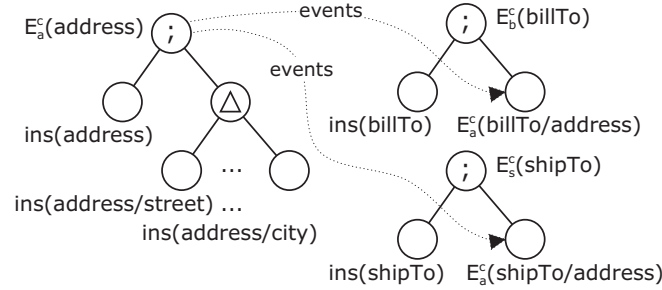 E^c_a(address)
;
events
;
E^c_b(billTo)
events
△
ins(address)
ins(billTo)
E^c_a(billTo/address)
...
;
E^c_s(shipTo)
ins(address/street) ...
ins(address/city)
ins(shipTo)
E^c_a(shipTo/address)